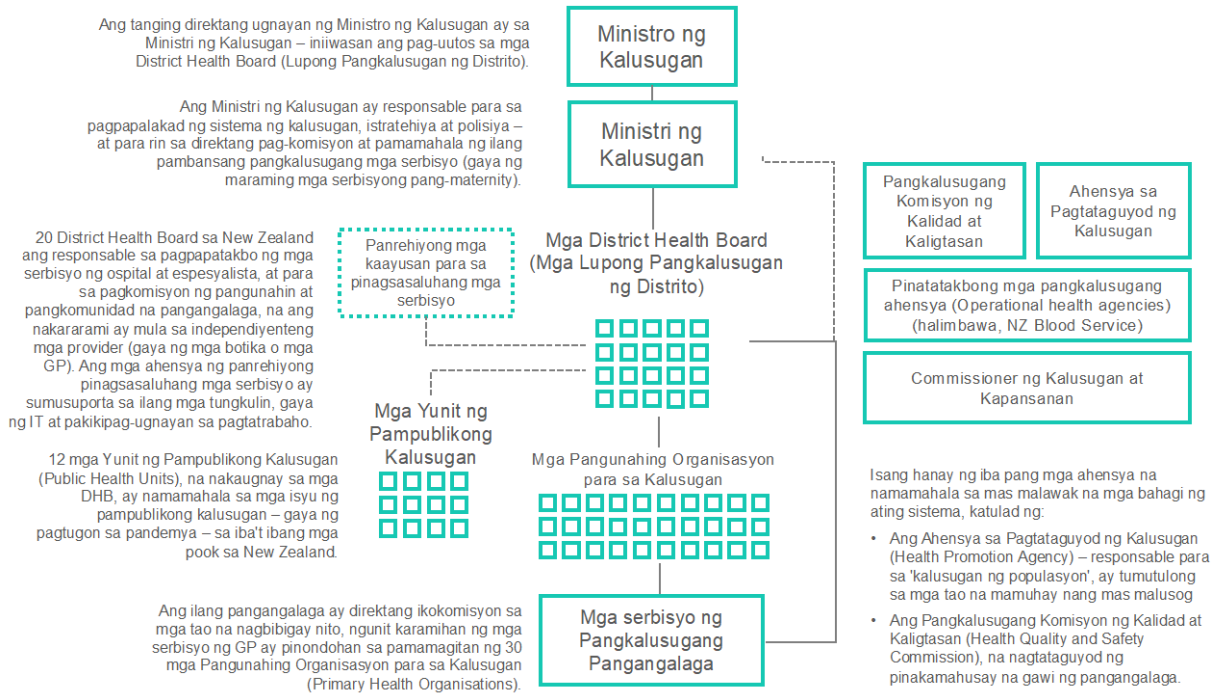 Ang tanging direktang ugnayan ng Ministro ng Kalusugan ay sa
Ministri ng Kalusugan – iniiwasan ang pag-uutos sa mga
District Health Board (Lupong Pangkalusugan ng Distrito).
Ministro ng
Kalusugan
Ang Ministri ng Kalusugan ay responsable para sa
pagpapalakad ng sistema ng kalusugan, istratehiya at polisiya –
at para rin sa direktang pag-komisyon at pamamahala ng ilang
pambansang pangkalusugang mga serbisyo (gaya ng
maraming mga serbisyong pang-maternity).
Ministri ng
Kalusugan
20 District Health Board sa New Zealand
ang responsable sa pagpapatakbo ng mga
serbisyo ng ospital at espesyalista, at para
sa pagkomisyon ng pangunahin at
pangkomunidad na pangangalaga, na ang
nakararami ay mula sa independiyenteng
mga provider (gaya ng mga botika o mga
GP). Ang mga ahensya ng panrehiyong
pinagsasaluhang mga serbisyo ay
sumusuporta sa ilang mga tungkulin, gaya
ng IT at pakikipag-ugnayan sa pagtatrabaho.
Panrehiyong mga
kaayusan para sa
pinagsasaluhang mga
serbisyo
Mga District Health Board
(Mga Lupong Pangkalusugan
ng Distrito)
12 mga Yunit ng Pampublikong Kalusugan
(Public Health Units), na nakaugnay sa mga
DHB, ay namamahala sa mga isyu ng
pampublikong kalusugan – gaya ng
pagtugon sa pandemya – sa iba't ibang mga
pook sa New Zealand.
Mga Yunit ng
Pampublikong
Kalusugan
Mga Pangunahing Organisasyon
para sa Kalusugan
Ang ilang pangangalaga ay direktang ikokomisyon sa
mga tao na nagbibigay nito, ngunit karamihan ng mga
serbisyo ng GP ay pinondohan sa pamamagitan ng 30
mga Pangunahing Organisasyon para sa Kalusugan
(Primary Health Organisations).
Mga serbisyo ng
Pangkalusugang
Pangangalaga
Pangkalusugang
Komisyon ng
Kalidad at
Kaligtasan
Ahensya sa
Pagtataguyod ng
Kalusugan
Pinatatakbong mga pangkalusugang
ahensya (Operational health agencies)
(halimbawa, NZ Blood Service)
Commissioner ng Kalusugan at
Kapansanan
Isang hanay ng iba pang mga ahensya na
namamahala sa mas malawak na mga bahagi ng
ating sistema, katulad ng:
• Ang Ahensya sa Pagtataguyod ng Kalusugan
(Health Promotion Agency) – responsable para
sa 'kalusugan ng populasyon', ay tumutulong
sa mga tao na mamuhay nang mas malusog
• Ang Pangkalusugang Komisyon ng Kalidad at
Kaligtasan (Health Quality and Safety
Commission), na nagtataguyod ng
pinakamahusay na gawi ng pangangalaga.